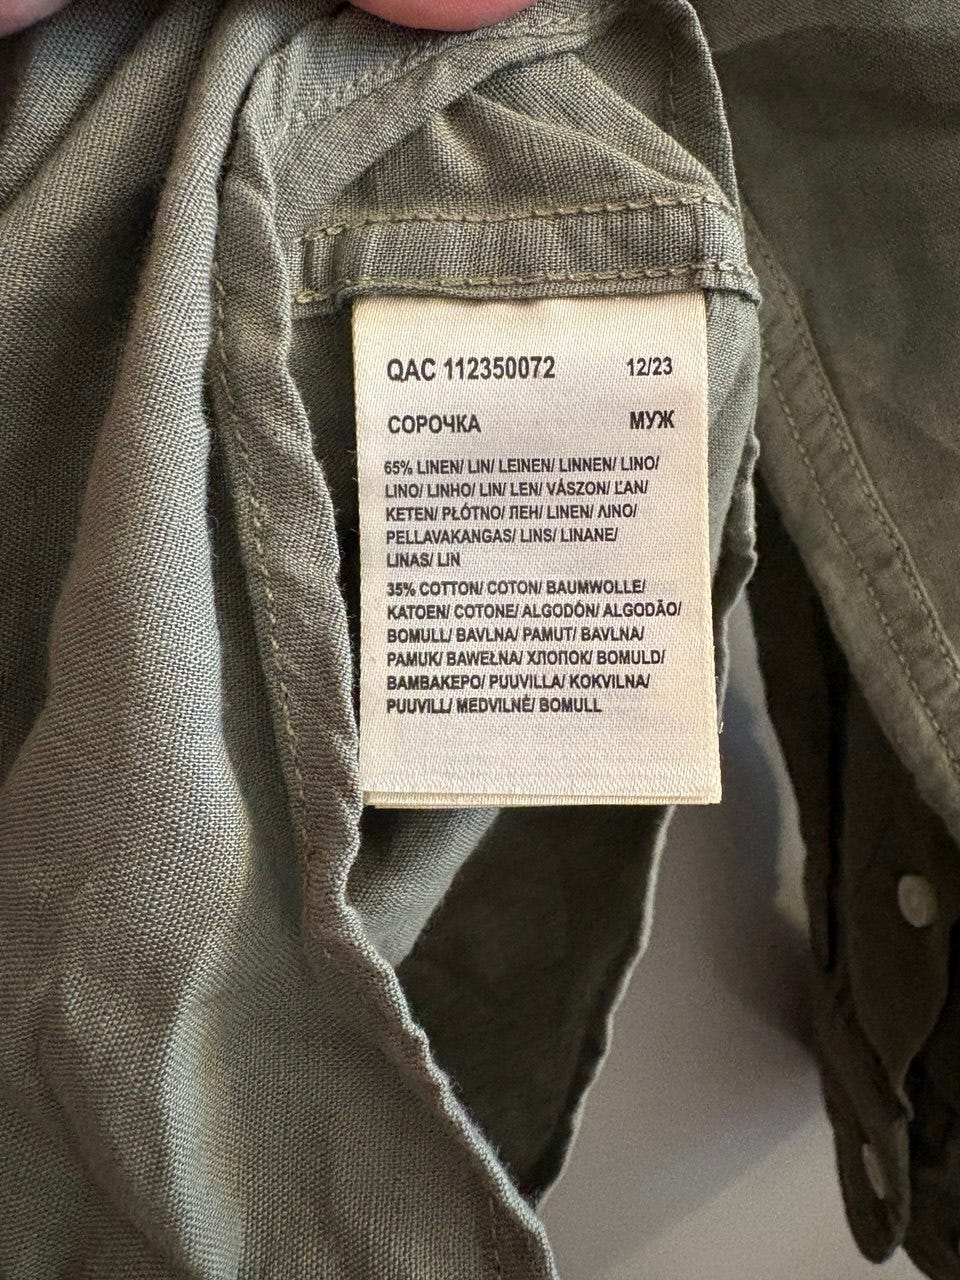 QAC 112350072 12/23
СОРОЧКА МУЖ
65% LINEN/ LIN/ LEINEN/ LINNEN/ LINO/
LINO/ LINHO/ LIN/ LEN/ VÁSZON/ ĽAN/
KETEN/ PŁÓTNO/ ЛЕН/ LINEN/ ΛΙΝΟ/
PELLAVAKANGAS/ LINS/ LINANE/
LINAS/ LIN
35% COTTON/ COTON/ BAUMWOLLE/
KATOEN/ COTONE/ ALGODÓN/ ALGODÃO/
BOMULL/ BAVLNA/ PAMUT/ BAVLNA/
PAMUK/ BAWEŁNA/ ХЛОПОК/ BOMULD/
ΒΑΜΒΑΚΕΡΟ/ PUUVILLA/ KOKVILNA/
PUUVILL/ MEDVILNĖ/ BOMULL